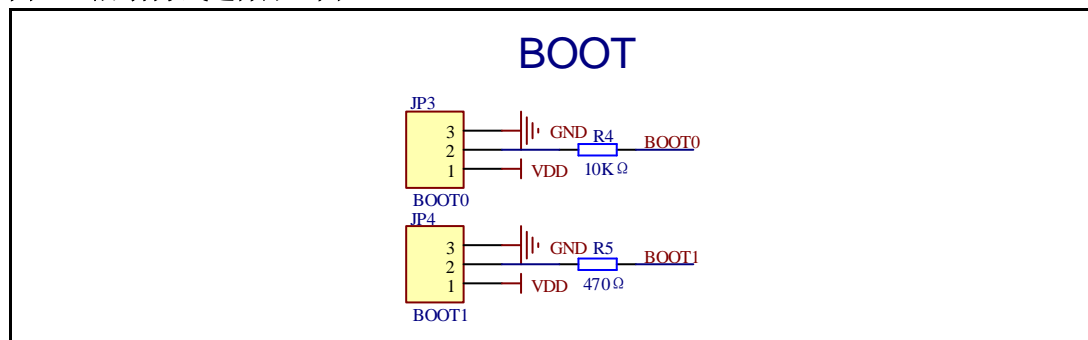 BOOT
JP3
3
GND
R4
BOOT0
2
1
VDD
10KΩ
BOOT0
JP4
3
GND
R5
BOOT1
2
1
VDD
470Ω
BOOT1